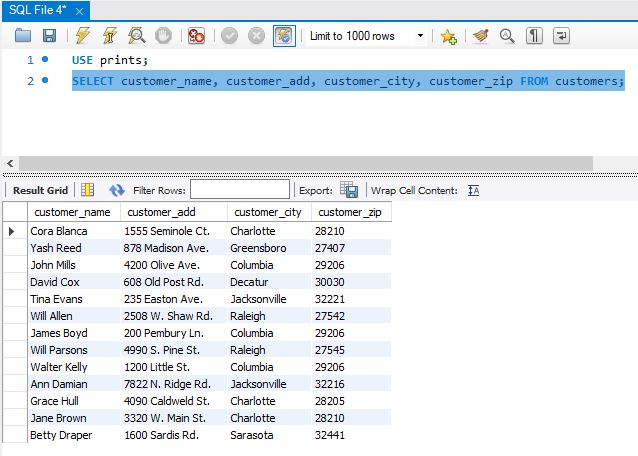 SQL File 4*
Limit to 1000 rows
1 USE prints;
2 SELECT customer_name, customer_add, customer_city, customer_zip FROM customers;
Result Grid Filter Rows: Export: Wrap Cell Content:
customer_name customer_add customer_city customer_zip
Cora Blanca 1555 Seminole Ct. Charlotte 28210
Yash Reed 878 Madison Ave. Greensboro 27407
John Mills 4200 Olive Ave. Columbia 29206
David Cox 608 Old Post Rd. Decatur 30030
Tina Evans 235 Easton Ave. Jacksonville 32221
Will Allen 2508 W. Shaw Rd. Raleigh 27542
James Boyd 200 Pembury Ln. Columbia 29206
Will Parsons 4990 S. Pine St. Raleigh 27545
Walter Kelly 1200 Little St. Columbia 29206
Ann Damian 7822 N. Ridge Rd. Jacksonville 32216
Grace Hull 4090 Caldweld St. Charlotte 28205
Jane Brown 3320 W. Main St. Charlotte 28210
Betty Draper 1600 Sardis Rd. Sarasota 32441